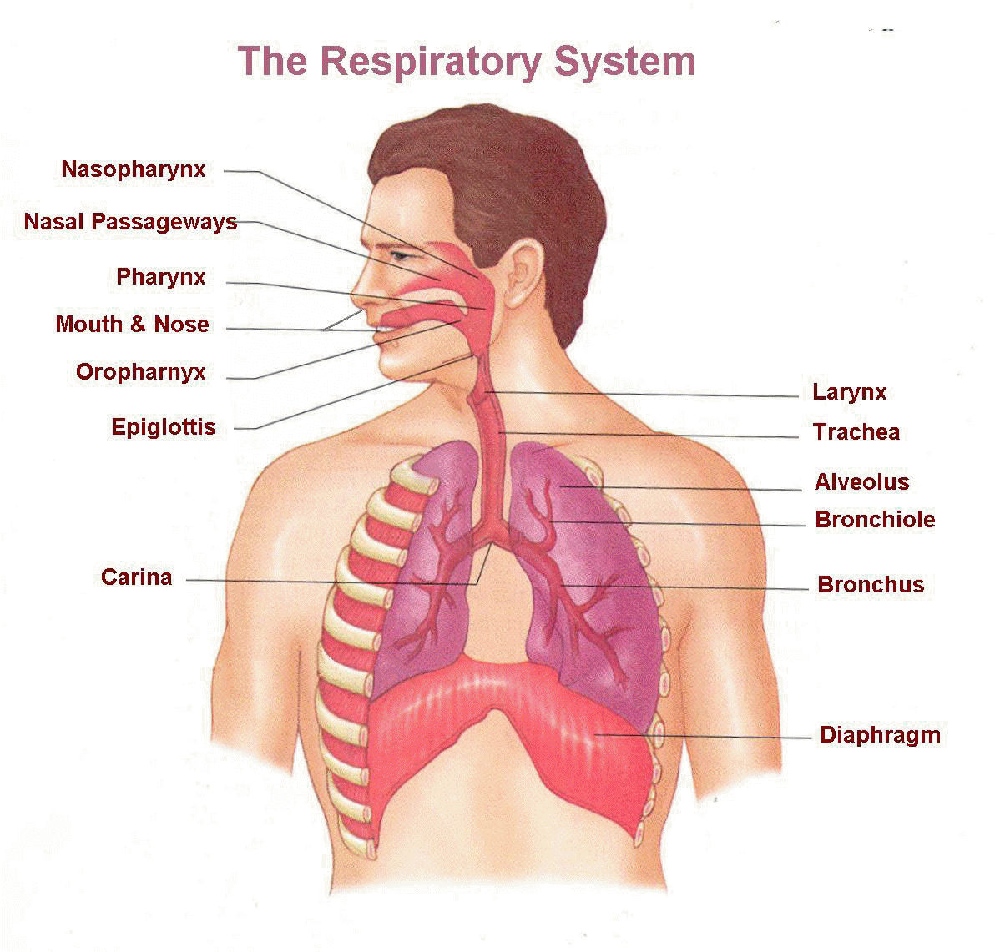 The Respiratory System
Nasopharynx
Nasal Passageways
Pharynx
Mouth & Nose
Oropharnyx
Epiglottis
Carina
Larynx
Trachea
Alveolus
Bronchiole
Bronchus
Diaphragm